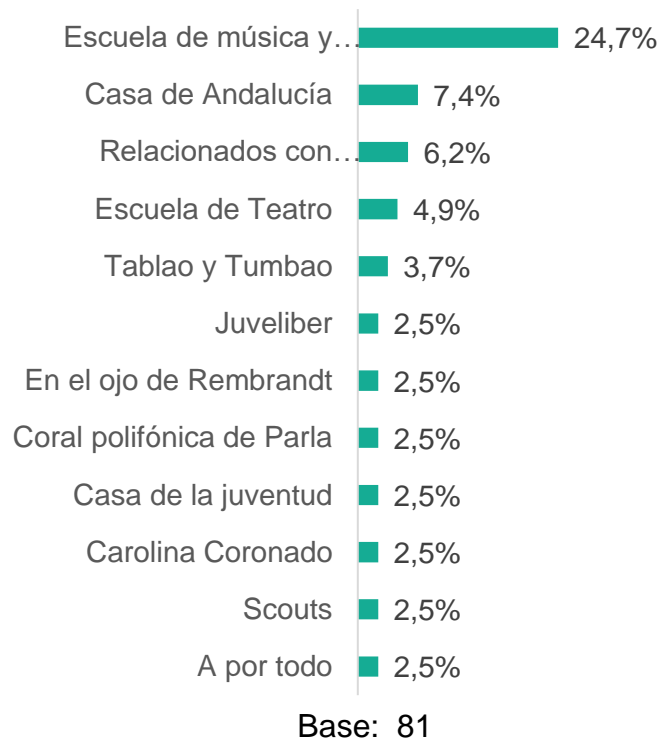 Escuela de música y… 24,7%
Casa de Andalucía 7,4%
Relacionados con… 6,2%
Escuela de Teatro 4,9%
Tablao y Tumbao 3,7%
Juveliber 2,5%
En el ojo de Rembrandt 2,5%
Coral polifónica de Parla 2,5%
Casa de la juventud 2,5%
Carolina Coronado 2,5%
Scouts 2,5%
A por todo 2,5%
Base: 81